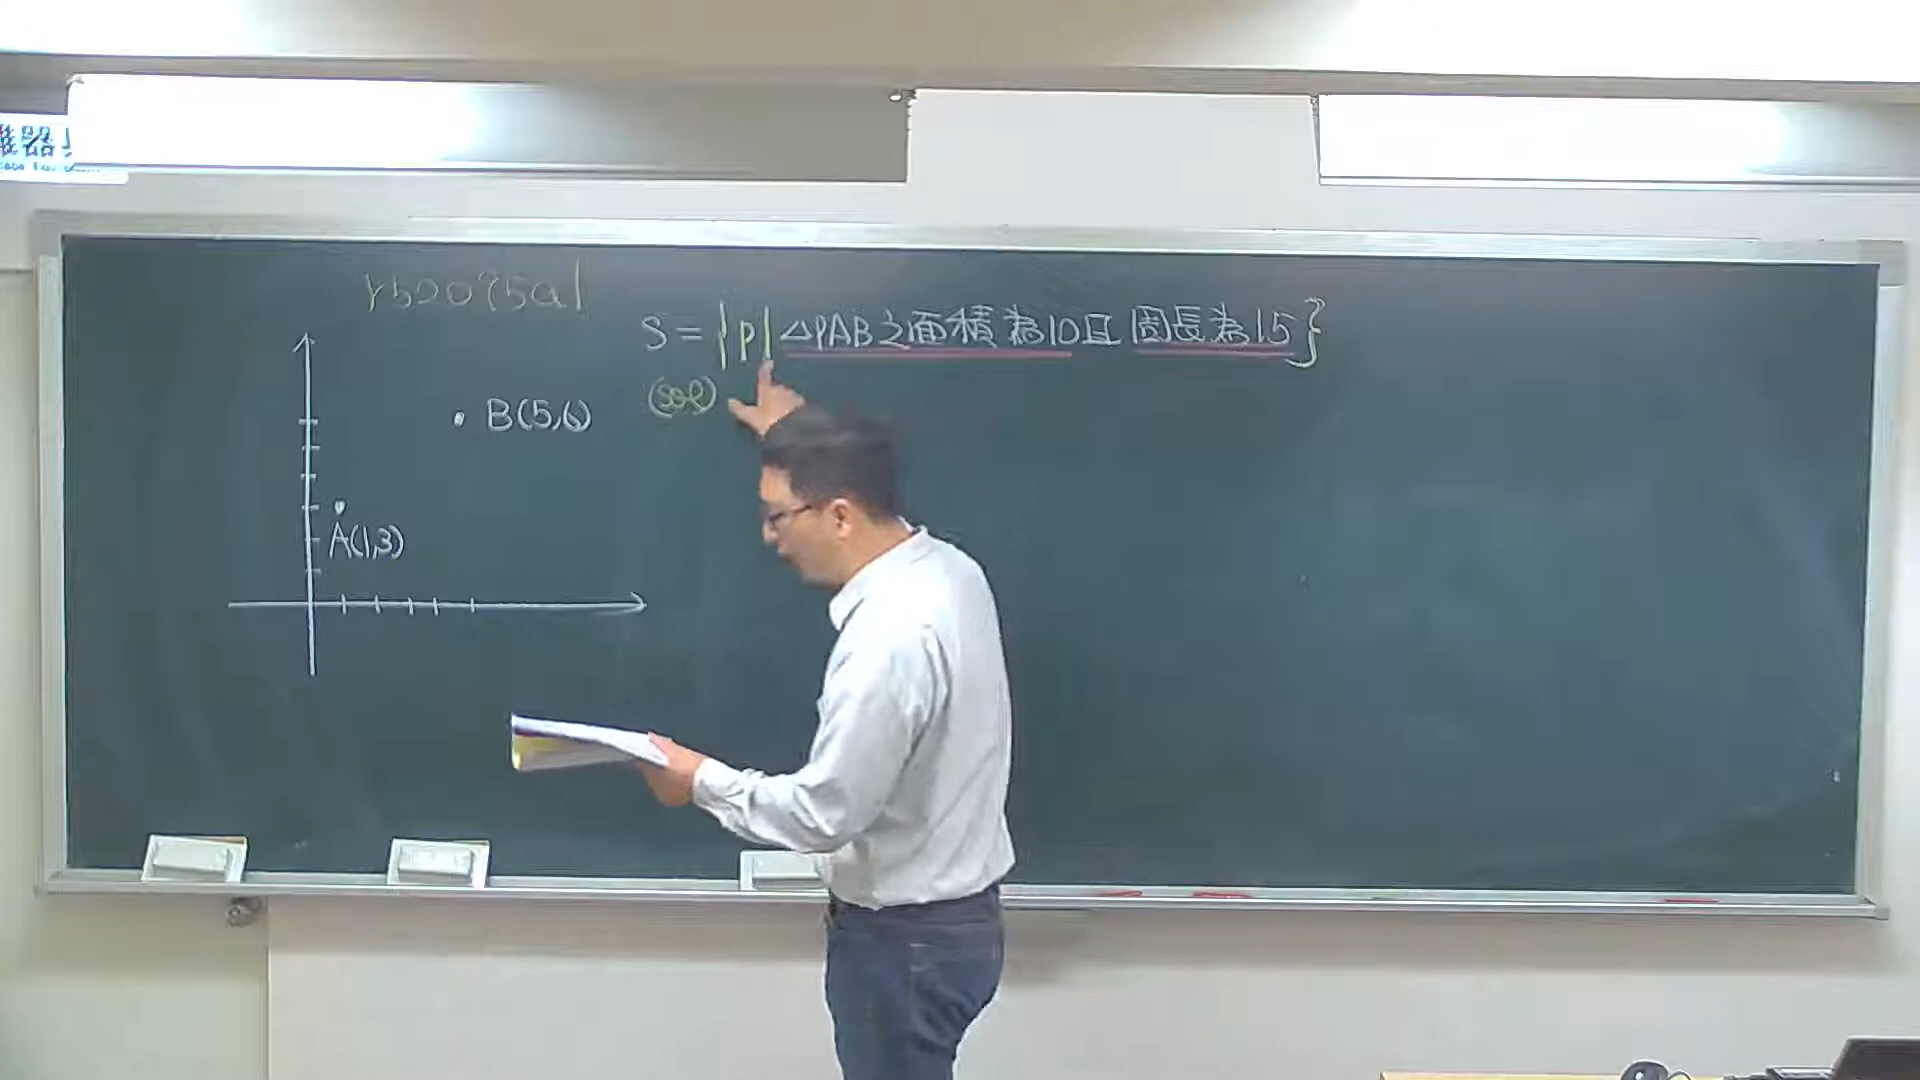 r52075a1
S = {P|△PAB之面積為10且周長為15}
(sol)
B(5,6)
A(1,3)